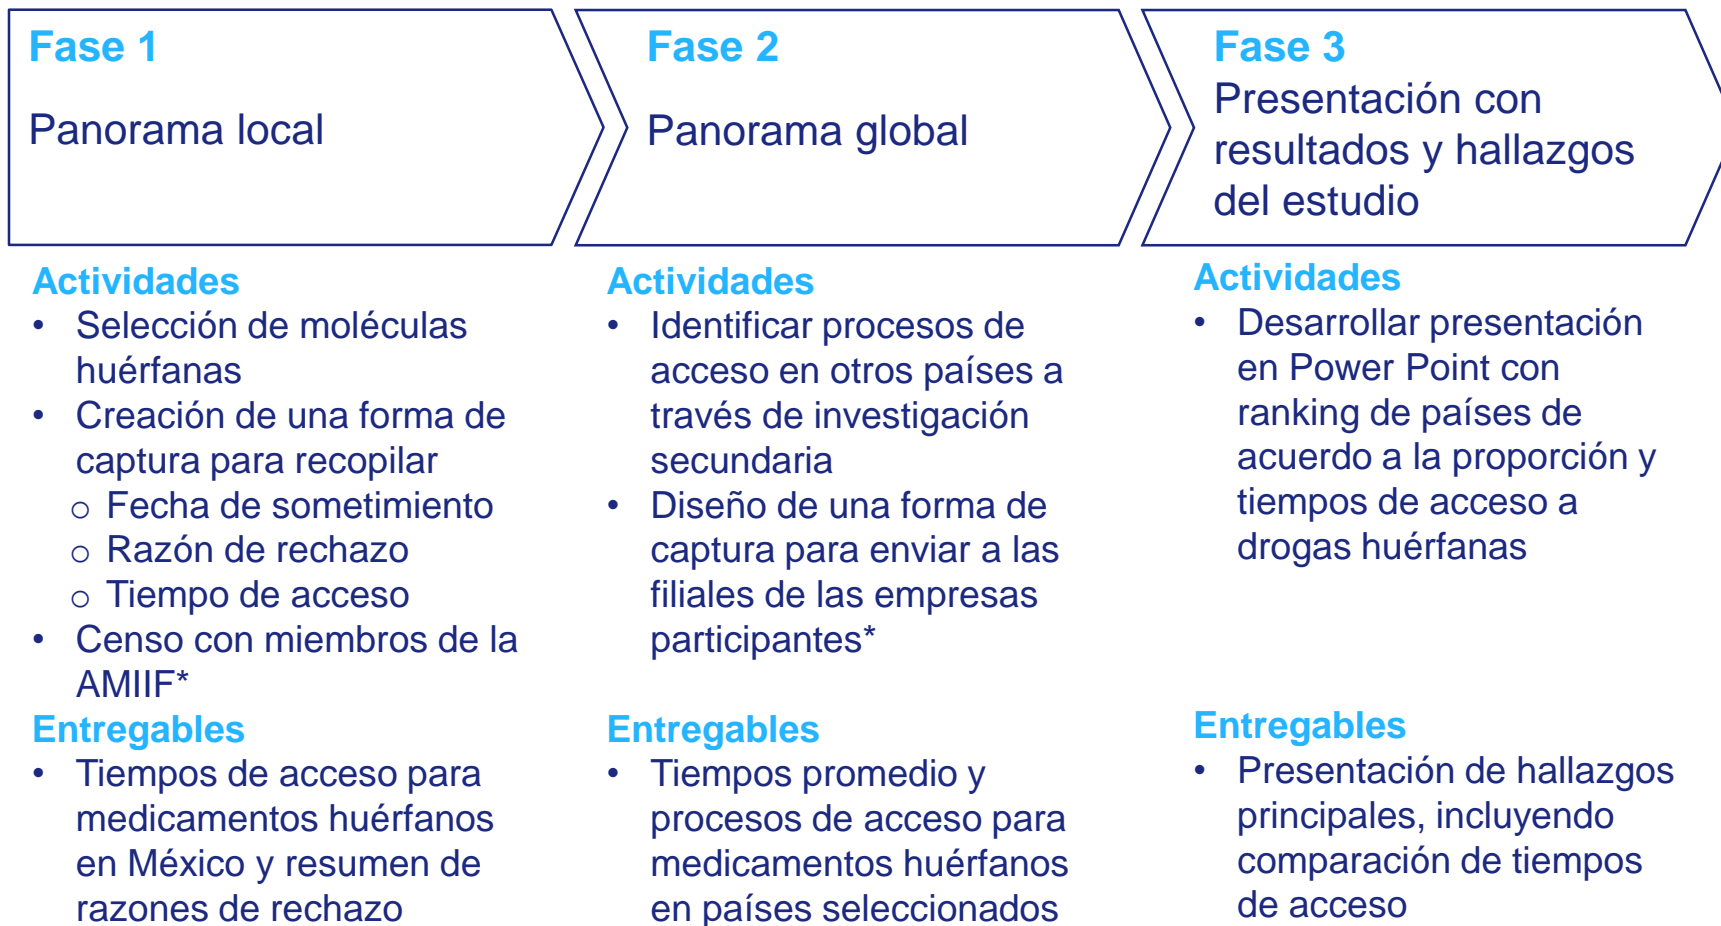 Fase 1
Panorama local
Actividades
• Selección de moléculas
huérfanas
• Creación de una forma de
captura para recopilar
o Fecha de sometimiento
o Razón de rechazo
o Tiempo de acceso
• Censo con miembros de la
AMIIF*
Entregables
• Tiempos de acceso para
medicamentos huérfanos
en México y resumen de
razones de rechazo
Fase 2
Panorama global
Actividades
• Identificar procesos de
acceso en otros países a
través de investigación
secundaria
• Diseño de una forma de
captura para enviar a las
filiales de las empresas
participantes*
Entregables
• Tiempos promedio y
procesos de acceso para
medicamentos huérfanos
en países seleccionados
Fase 3
Presentación con
resultados y hallazgos
del estudio
Actividades
• Desarrollar presentación
en Power Point con
ranking de países de
acuerdo a la proporción y
tiempos de acceso a
drogas huérfanas
Entregables
• Presentación de hallazgos
principales, incluyendo
comparación de tiempos
de acceso